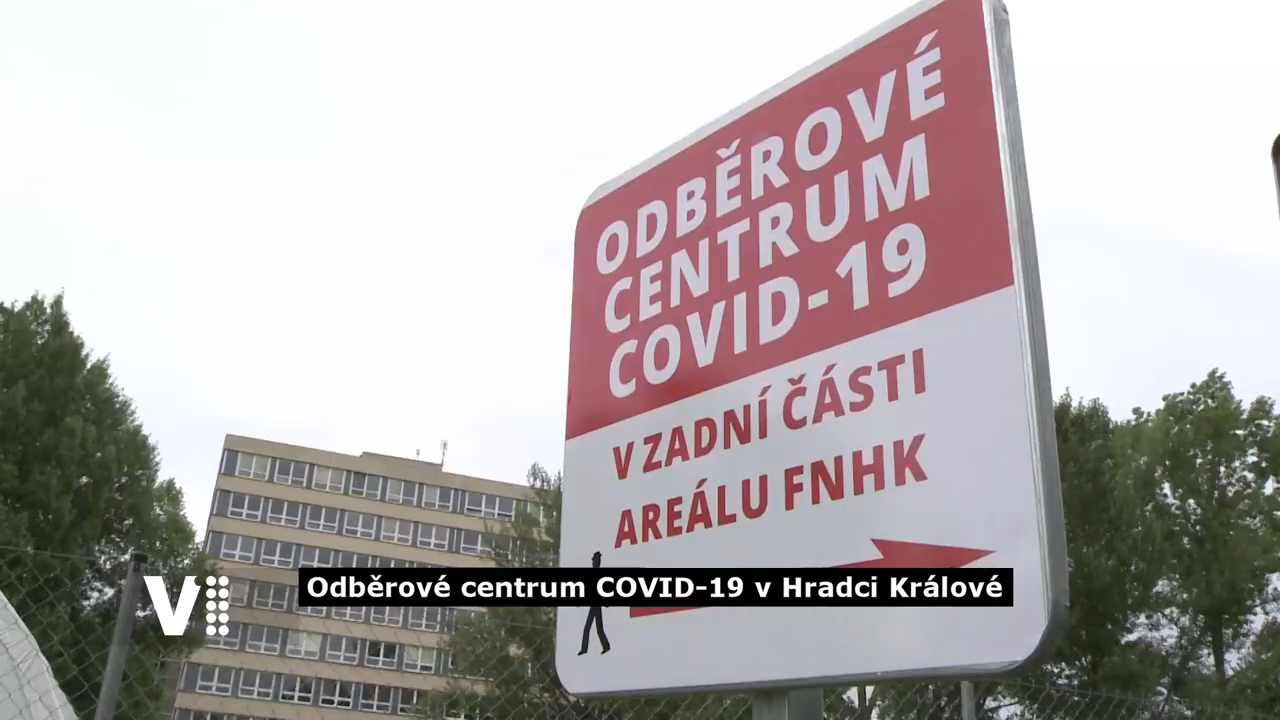 ODBĚROVÉ
CENTRUM
COVID-19
V ZADNÍ ČÁSTI
AREÁLU FNHK
V
Odběrové centrum COVID-19 v Hradci Králové